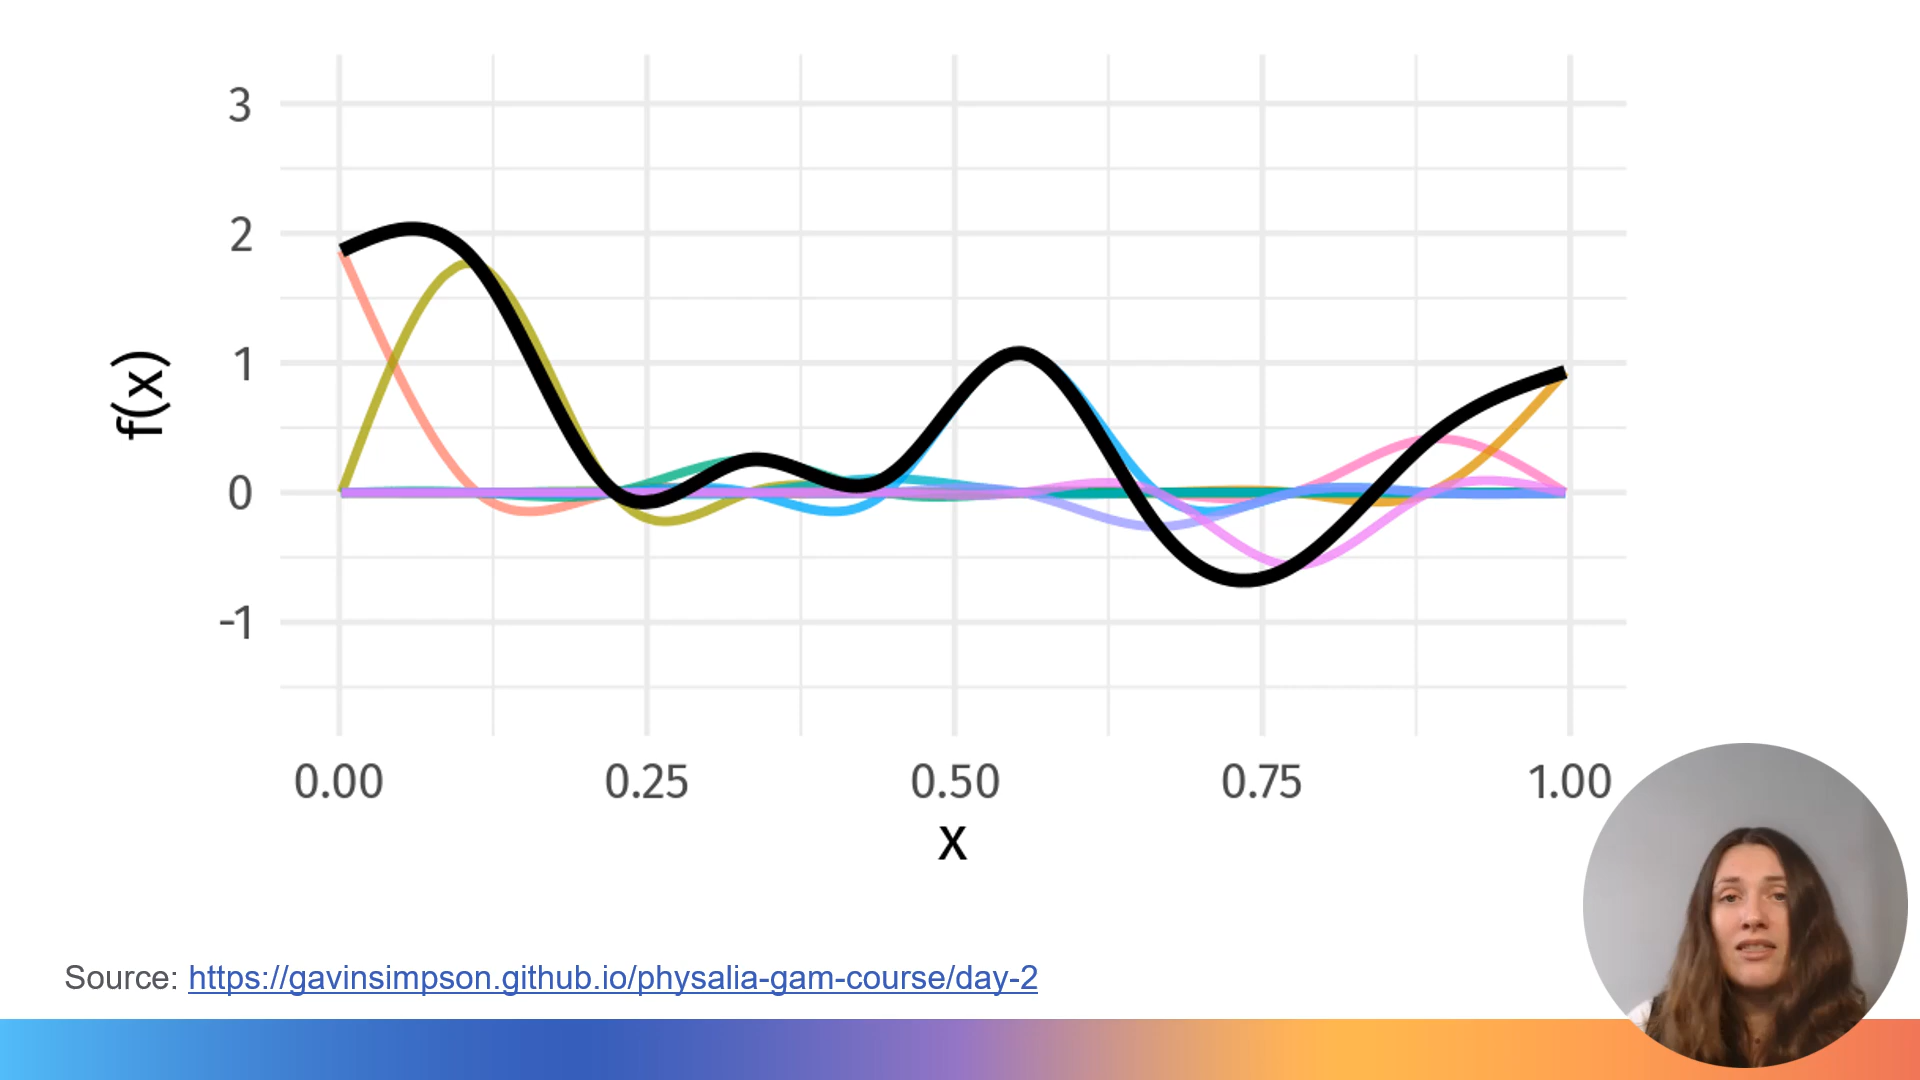 3
2
1
0
-1
f(x)
0.00 0.25 0.50 0.75 1.00
x
Source: https://gavinsimpson.github.io/physalia-gam-course/day-2